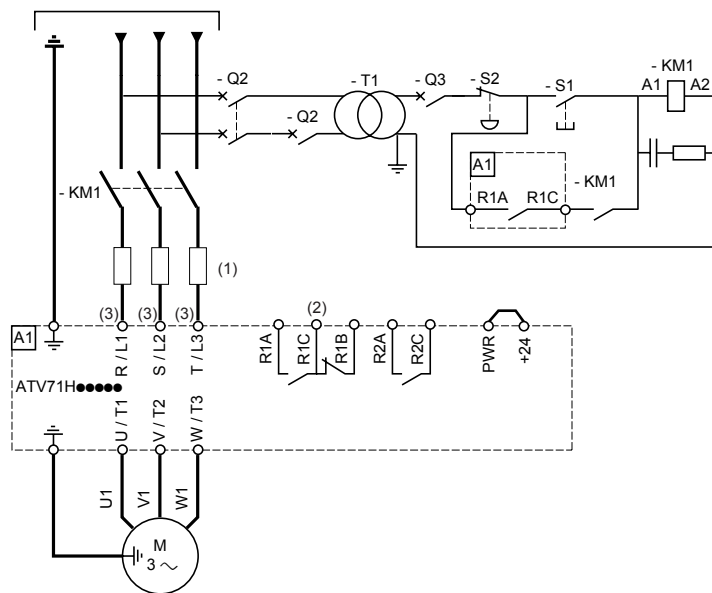 - Q2
- T1
- Q3
- S2
- S1
- KM1
A1
A2
- Q2
A1
- KM1
R1A
R1C
- KM1
(1)
(3)
(3)
(3)
(2)
A1
R / L1
S / L2
T / L3
R1A
R1C
R1B
R2A
R2C
PWR
+24
ATV71H●●●●●
U / T1
V / T2
W / T3
U1
V1
W1
M
3 ~